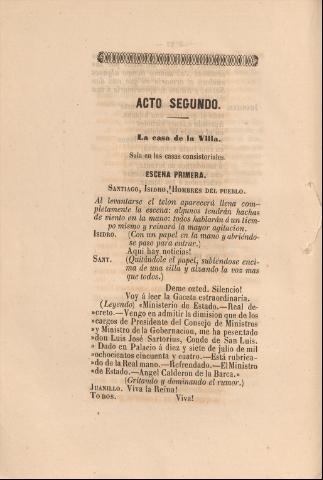 ACTO SEGUNDO.
La casa de la Villa.
Sala en las casas consistoriales.
ESCENA PRIMERA.
SANTIAGO, ISIDRO, HOMBRES DEL PUEBLO.
Al levantarse el telon aparecerá llena com-
pletamente la escena: algunos tendrán hachas
de viento en la mano: todos hablarán á un tiem-
po mismo y reinará la mayor agitacion.
ISIDRO. (Con un papel en la mano y abriéndo-
se paso para entrar.)
Aqui hay noticias!
SANT. (Quitándole el papel, subiéndose enci-
ma de una silla y alzando la voz mas
que todos.)
Deme ozted. Silencio!
Voy á leer la Gaceta estraordinaria.
(Leyendo) «Ministerio de Estado.—Real de-
»creto.—Vengo en admitir la dimision que de los
»cargos de Presidente del Consejo de Ministros
»y Ministro de la Gobernacion, me ha pesentado
»don Luis José Sartorius, Conde de San Luis.
»Dado en Palacio á diez y siete de julio de mil
»ochocientos cincuenta y cuatro.—Está rubrica-
»do de la Real mano.—Refrendado.—El Ministro
»de Estado.—Angel Calderon de la Barca.»
(Gritando y dominando el rumor.)
JUANILLO. Viva la Reina!
TODOS. Viva!